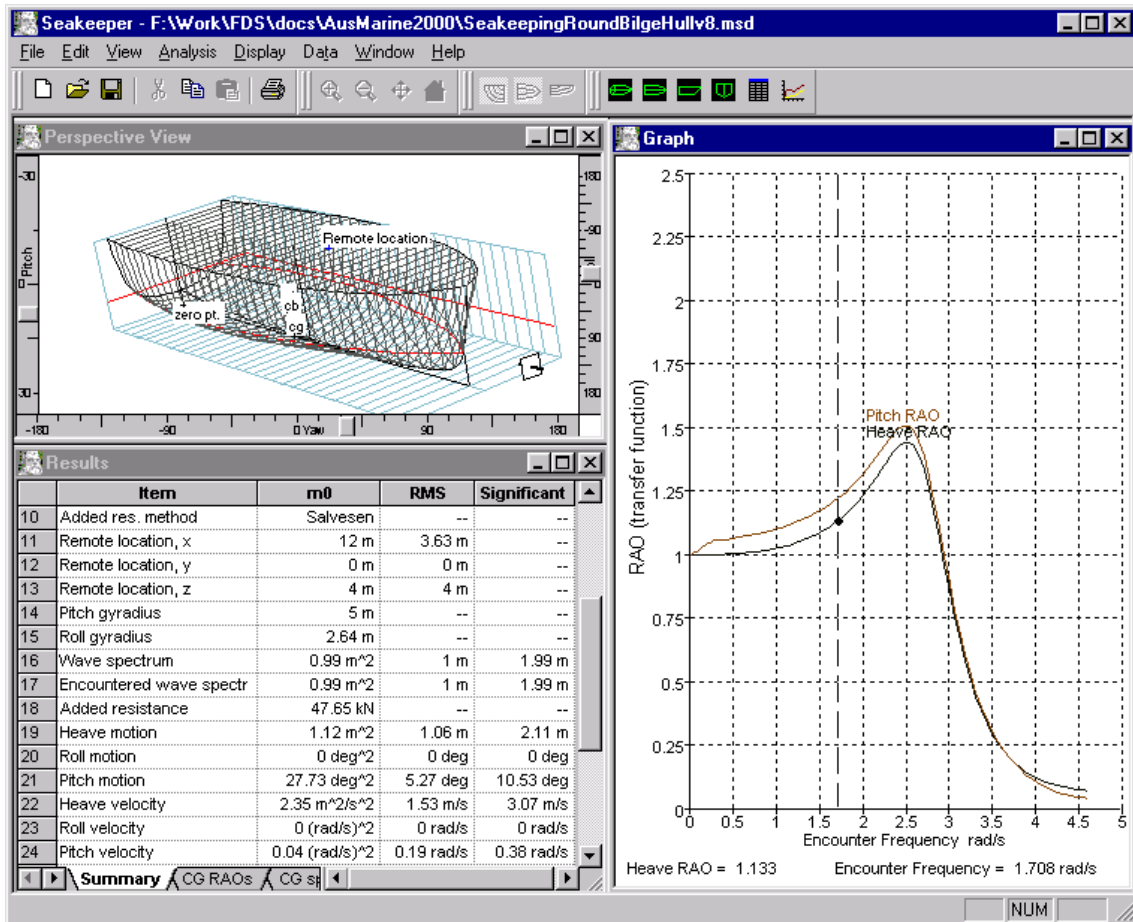 Seakeeper - F:\Work\FDS\docs\AusMarine2000\SeakeepingRoundBilgeHullv8.msd
File Edit View Analysis Display Data Window Help
Perspective View
-30
Pitch
0
30
-180
-90
0
90
180
Remote location
zero pt.
cb
cg
-180 -90 0 Yaw 90 180
Results
Item m0 RMS Significant
10 Added res. method Salvesen -- --
11 Remote location, x 12 m 3.63 m --
12 Remote location, y 0 m 0 m --
13 Remote location, z 4 m 4 m --
14 Pitch gyradius 5 m -- --
15 Roll gyradius 2.64 m -- --
16 Wave spectrum 0.99 m^2 1 m 1.99 m
17 Encountered wave spectr 0.99 m^2 1 m 1.99 m
18 Added resistance 47.65 kN -- --
19 Heave motion 1.12 m^2 1.06 m 2.11 m
20 Roll motion 0 deg^2 0 deg 0 deg
21 Pitch motion 27.73 deg^2 5.27 deg 10.53 deg
22 Heave velocity 2.35 m^2/s^2 1.53 m/s 3.07 m/s
23 Roll velocity 0 (rad/s)^2 0 rad/s 0 rad/s
24 Pitch velocity 0.04 (rad/s)^2 0.19 rad/s 0.38 rad/s
Summary CG RAOs CG sp
Graph
2.5
2.25
2
1.75
1.5
1.25
1
0.75
0.5
0.25
0
RAO (transfer function)
Pitch RAO
Heave RAO
0 0.5 1 1.5 2 2.5 3 3.5 4 4.5 5
Encounter Frequency rad/s
Heave RAO = 1.133 Encounter Frequency = 1.708 rad/s
NUM